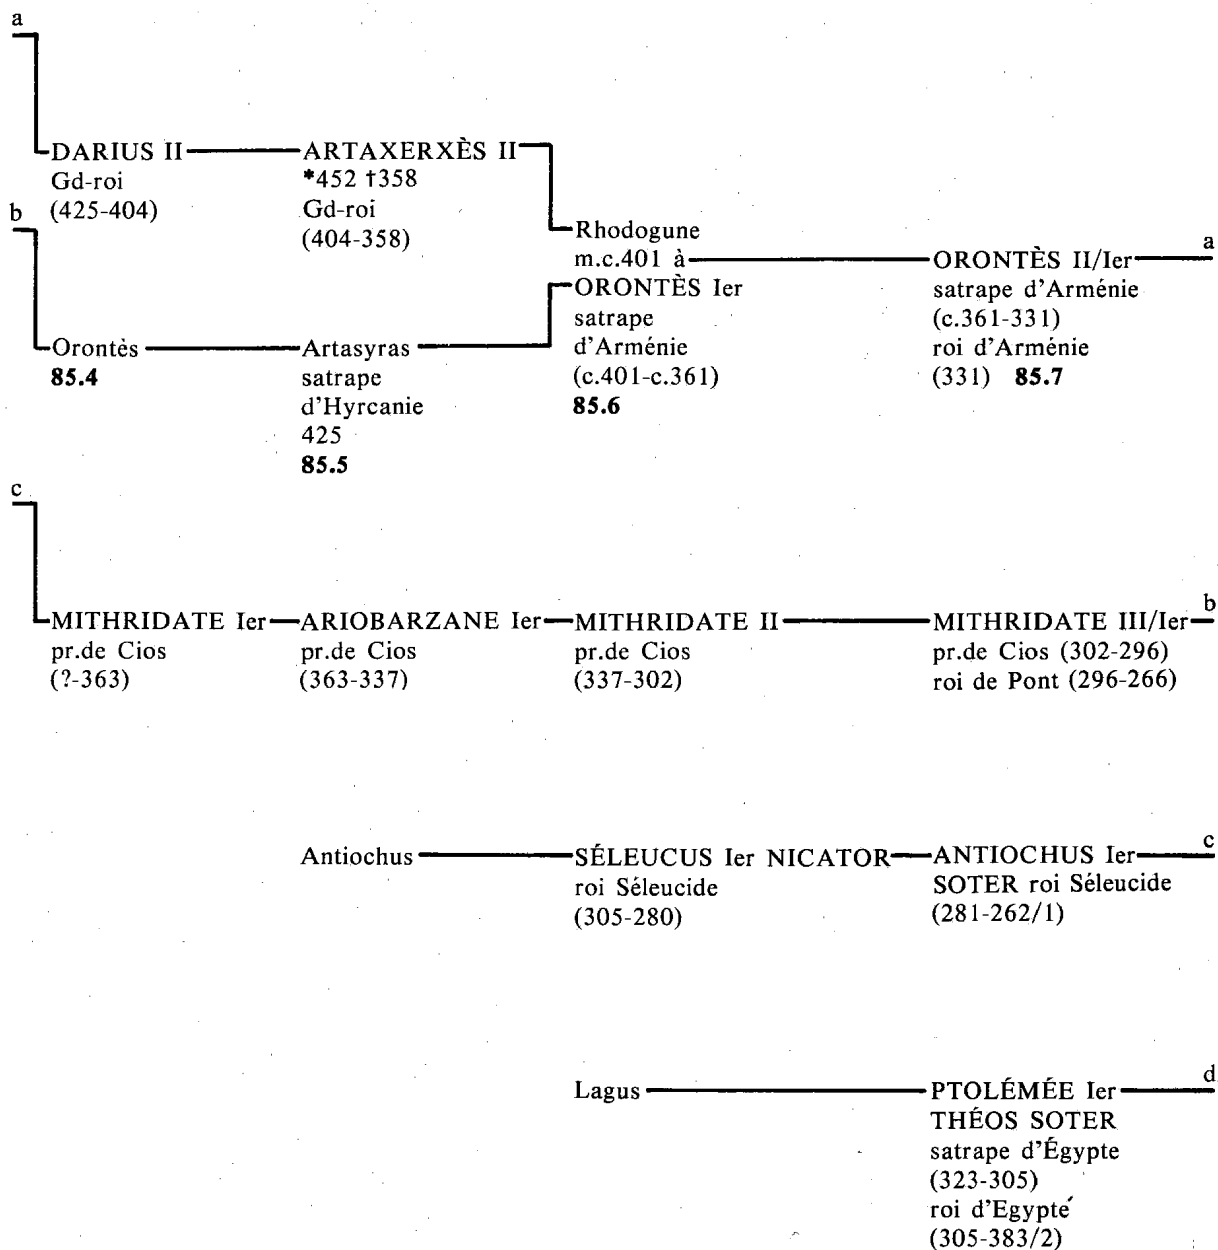 a
DARIUS II
Gd-roi
(425-404)
ARTAXERXÈS II
*452 †358
Gd-roi
(404-358)
b
Rhodogune
m.c.401 à
ORONTÈS Ier
satrape
d'Arménie
(c.401-c.361)
85.6
ORONTÈS II/Ier
satrape d'Arménie
(c.361-331)
roi d'Arménie
(331) 85.7
a
Orontès
85.4
Artasyras
satrape
d'Hyrcanie
425
85.5
c
MITHRIDATE Ier
pr.de Cios
(?-363)
ARIOBARZANE Ier
pr.de Cios
(363-337)
MITHRIDATE II
pr.de Cios
(337-302)
MITHRIDATE III/Ier
pr.de Cios (302-296)
roi de Pont (296-266)
b
Antiochus
SÉLEUCUS Ier NICATOR
roi Séleucide
(305-280)
ANTIOCHUS Ier
SOTER roi Séleucide
(281-262/1)
c
Lagus
PTOLÉMÉE Ier
THÉOS SOTER
satrape d'Égypte
(323-305)
roi d'Egypte
(305-383/2)
d